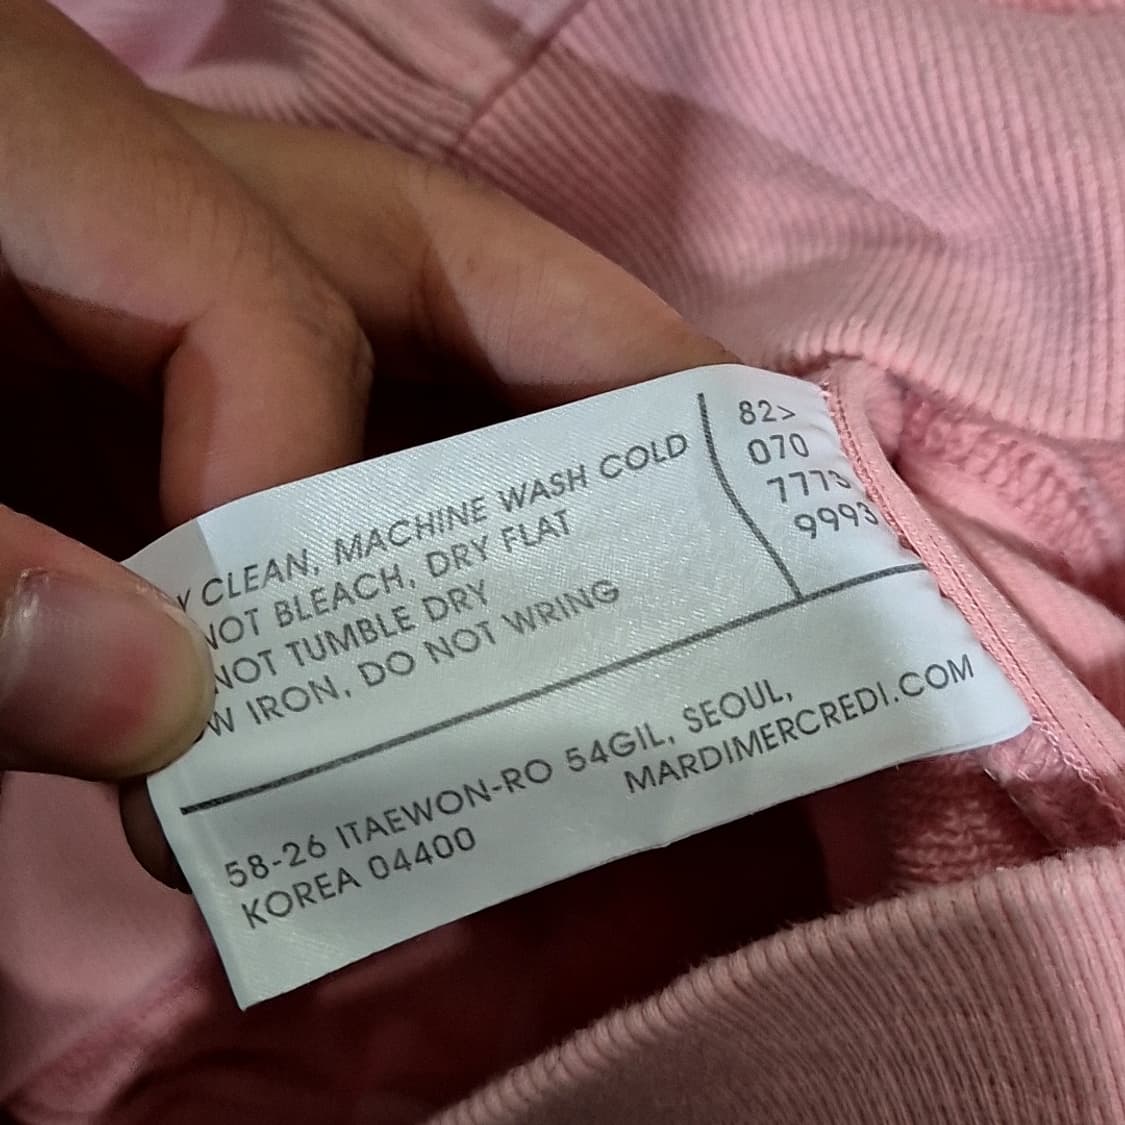 CLEAN, MACHINE WASH COLD
NOT BLEACH, DRY FLAT
NOT TUMBLE DRY
IRON, DO NOT WRING
82>
070
7773
9993
58-26 ITAEWON-RO 54GIL, SEOUL,
KOREA 04400
MARDIMERCREDI.COM